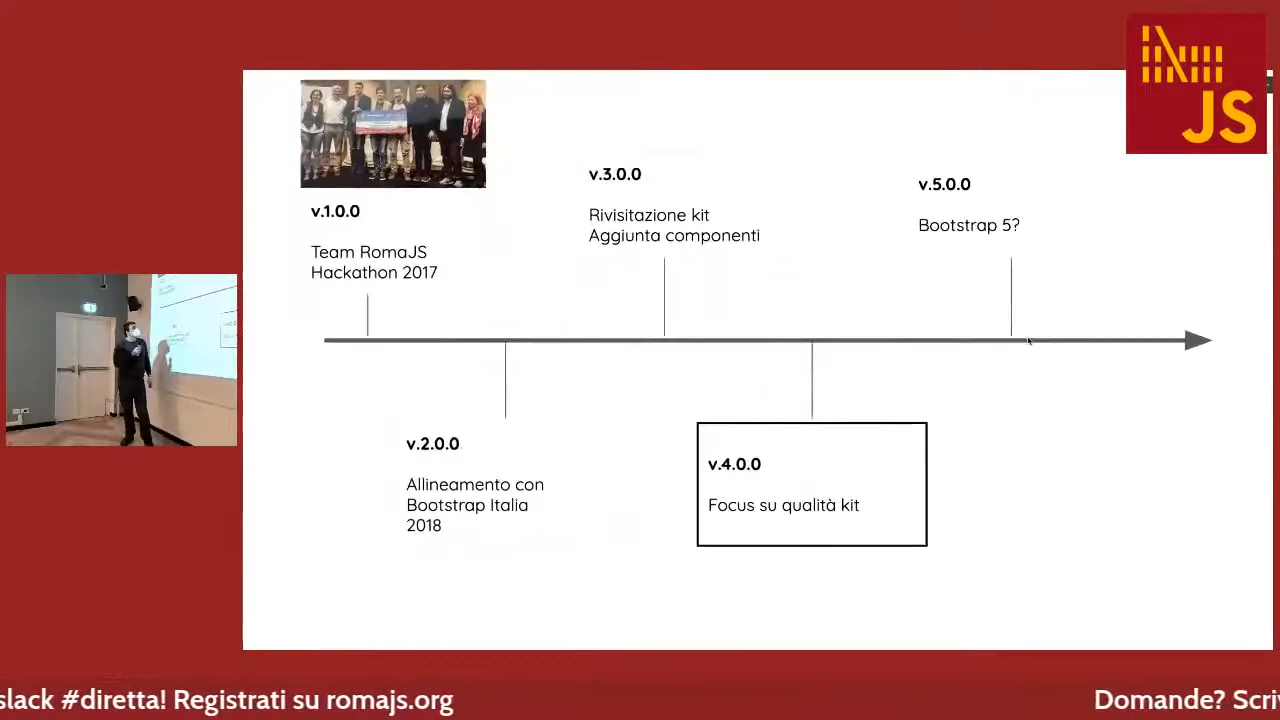 JS
v.1.0.0
Team RomaJS
Hackathon 2017
v.3.0.0
Rivisitazione kit
Aggiunta componenti
v.5.0.0
Bootstrap 5?
v.2.0.0
Allineamento con
Bootstrap Italia
2018
v.4.0.0
Focus su qualità kit
slack #diretta! Registrati su romajs.org
Domande? Scriv